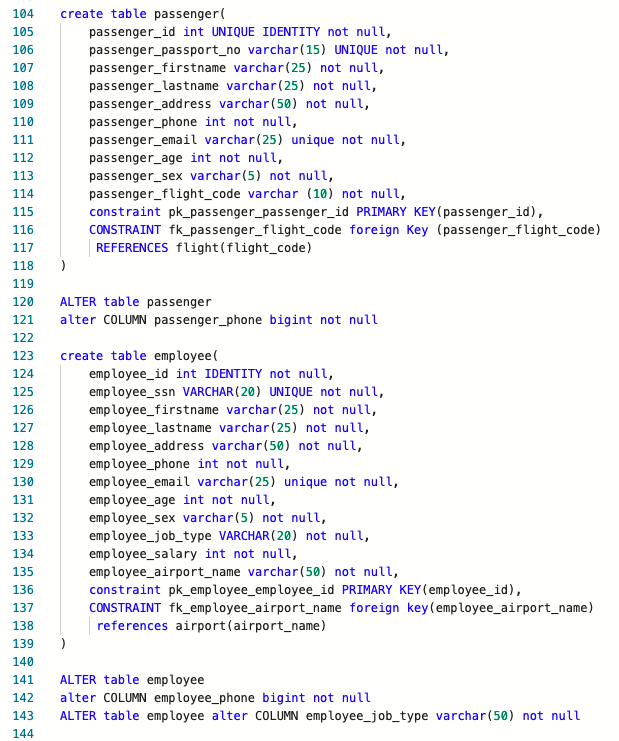 104 create table passenger(
105 passenger_id int UNIQUE IDENTITY not null,
106 passenger_passport_no varchar(15) UNIQUE not null,
107 passenger_firstname varchar(25) not null,
108 passenger_lastname varchar(25) not null,
109 passenger_address varchar(50) not null,
110 passenger_phone int not null,
111 passenger_email varchar(25) unique not null,
112 passenger_age int not null,
113 passenger_sex varchar(5) not null,
114 passenger_flight_code varchar (10) not null,
115 constraint pk_passenger_passenger_id PRIMARY KEY(passenger_id),
116 CONSTRAINT fk_passenger_flight_code foreign Key (passenger_flight_code)
117 REFERENCES flight(flight_code)
118 )
119
120 ALTER table passenger
121 alter COLUMN passenger_phone bigint not null
122
123 create table employee(
124 employee_id int IDENTITY not null,
125 employee_ssn VARCHAR(20) UNIQUE not null,
126 employee_firstname varchar(25) not null,
127 employee_lastname varchar(25) not null,
128 employee_address varchar(50) not null,
129 employee_phone int not null,
130 employee_email varchar(25) unique not null,
131 employee_age int not null,
132 employee_sex varchar(5) not null,
133 employee_job_type VARCHAR(20) not null,
134 employee_salary int not null,
135 employee_airport_name varchar(50) not null,
136 constraint pk_employee_employee_id PRIMARY KEY(employee_id),
137 CONSTRAINT fk_employee_airport_name foreign key(employee_airport_name)
138 references airport(airport_name)
139 )
140
141 ALTER table employee
142 alter COLUMN employee_phone bigint not null
143 ALTER table employee alter COLUMN employee_job_type varchar(50) not null
144